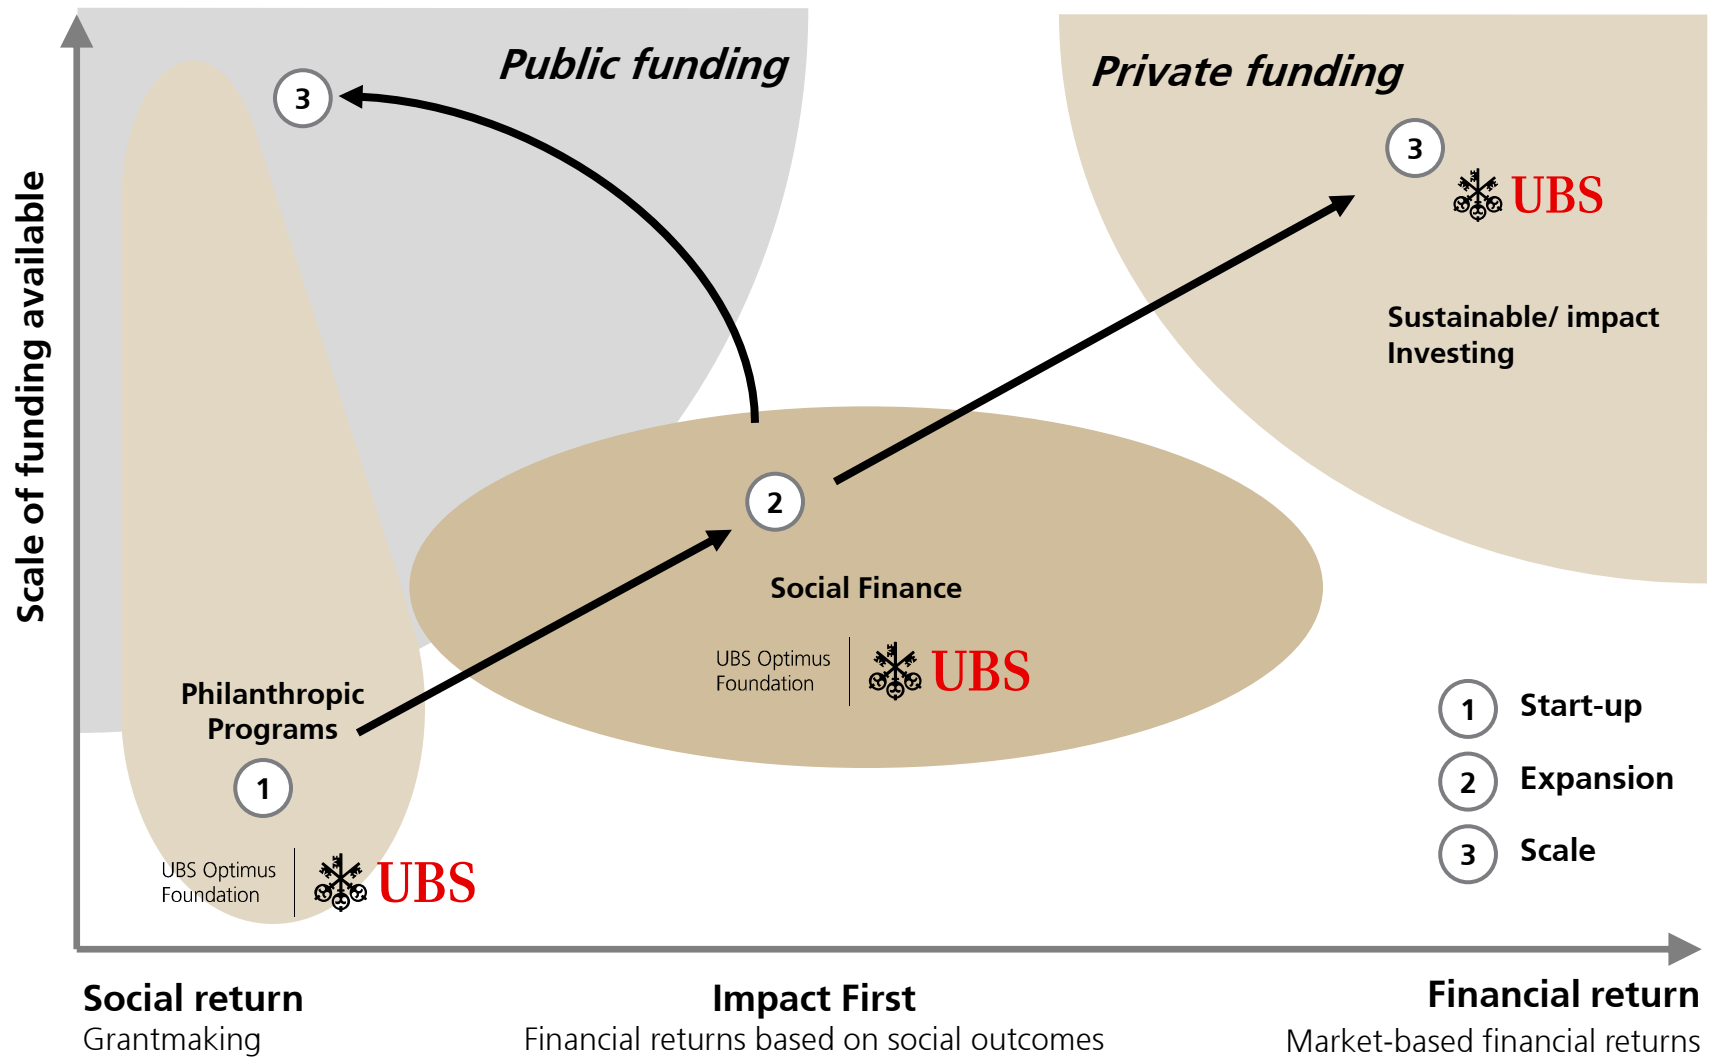 Public funding
Private funding
3
3
UBS
Scale of funding available
Sustainable/ impact
Investing
2
Social Finance
UBS Optimus
Foundation
UBS
Philanthropic
Programs
1
UBS Optimus
Foundation
UBS
1 Start-up
2 Expansion
3 Scale
Social return
Grantmaking
Impact First
Financial returns based on social outcomes
Financial return
Market-based financial returns